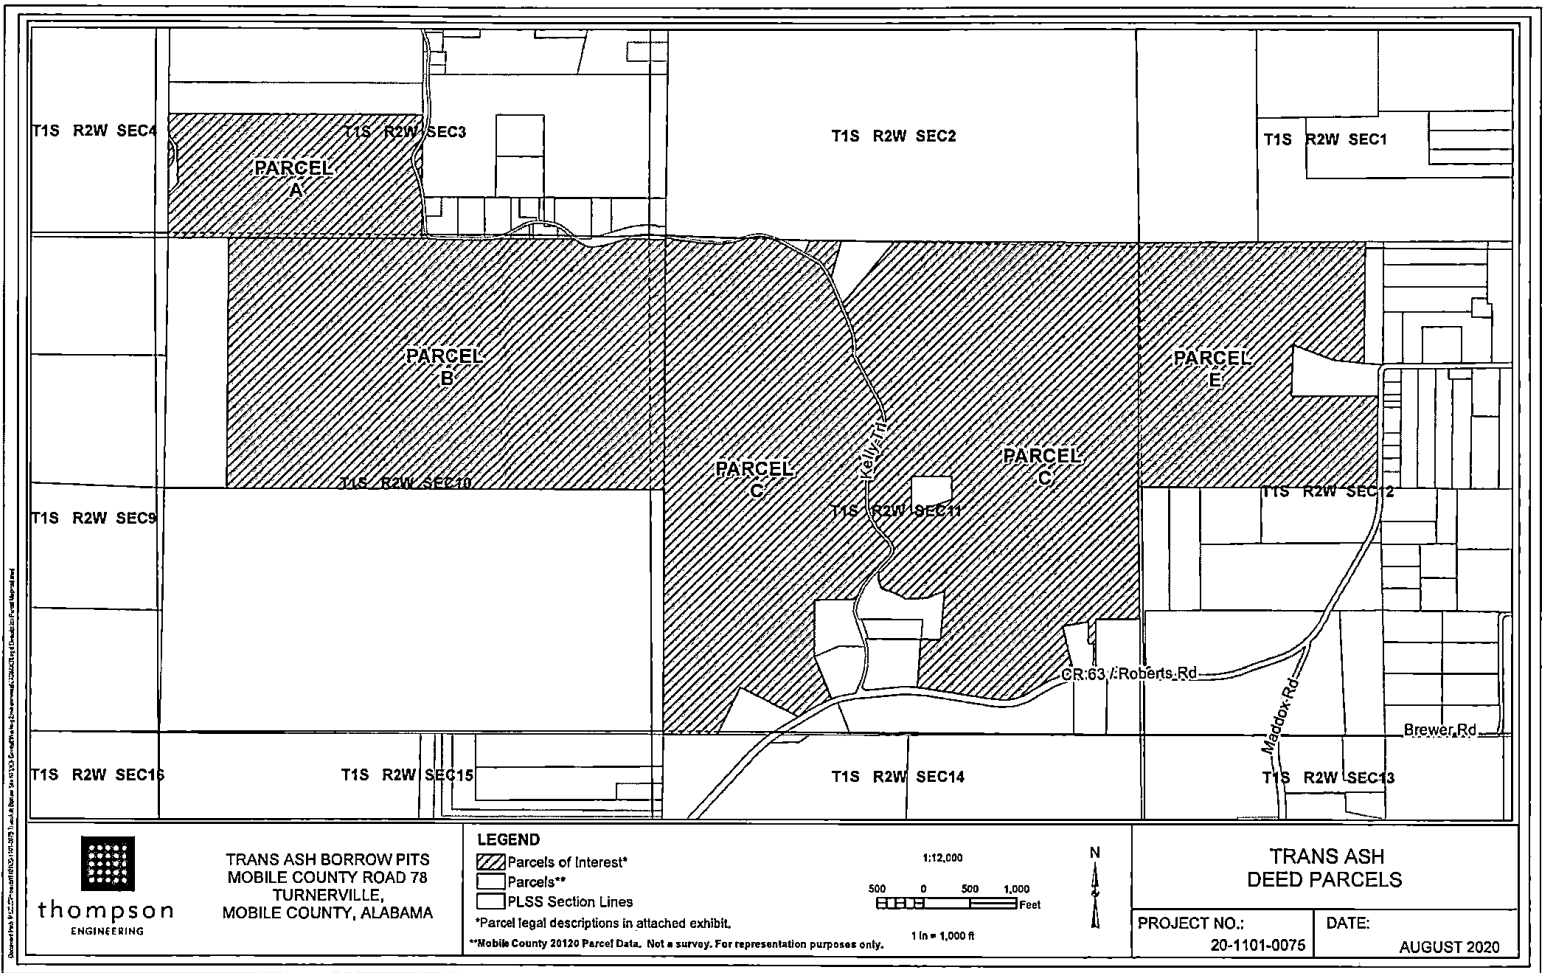 T1S R2W SEC4
T1S R2W SEC3
T1S R2W SEC2
T1S R2W SEC1
PARCEL
A
PARCEL
B
PARCEL
E
PARCEL
C
Kelly Trl
PARCEL
C
T1S R2W SEC10
T1S R2W SEC9
T1S R2W SEC11
T1S R2W SEC12
CR 63 / Roberts Rd
Maddox Rd
Brewer Rd
T1S R2W SEC16
T1S R2W SEC15
T1S R2W SEC14
T1S R2W SEC13
thompson
ENGINEERING
TRANS ASH BORROW PITS
MOBILE COUNTY ROAD 78
TURNERVILLE,
MOBILE COUNTY, ALABAMA
LEGEND
Parcels of Interest*
Parcels**
PLSS Section Lines
*Parcel legal descriptions in attached exhibit.
**Mobile County 20120 Parcel Data. Not a survey. For representation purposes only.
1:12,000
500 0 500 1,000
Feet
1 in = 1,000 ft
N
TRANS ASH
DEED PARCELS
PROJECT NO.:
20-1101-0075
DATE:
AUGUST 2020